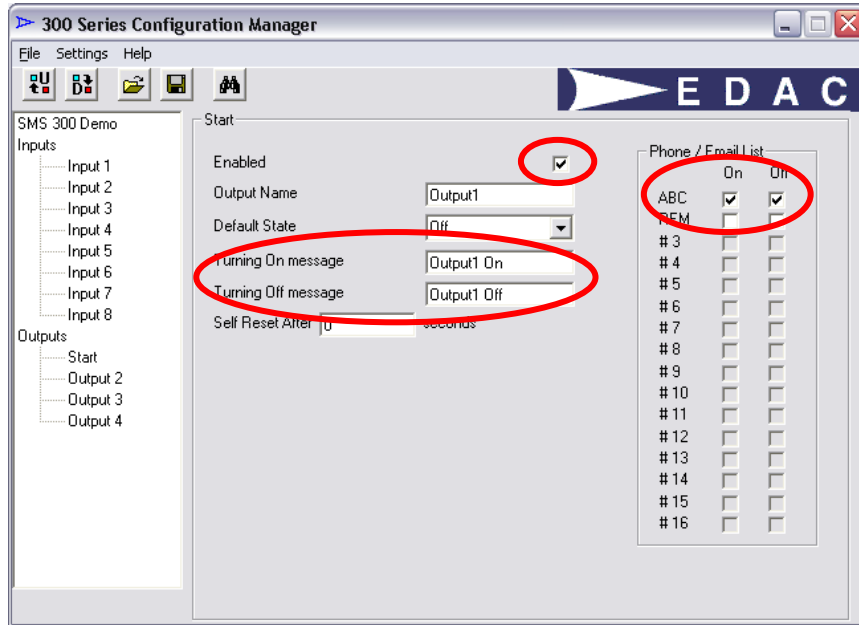 300 Series Configuration Manager
File Settings Help
EDAC
SMS 300 Demo
Inputs
Input 1
Input 2
Input 3
Input 4
Input 5
Input 6
Input 7
Input 8
Outputs
Start
Output 2
Output 3
Output 4
Start
Enabled
Output Name Output1
Default State Off
Turning On message Output1 On
Turning Off message Output1 Off
Self Reset After 0 seconds
Phone / Email List
On Off
ABC
REM
# 3
# 4
# 5
# 6
# 7
# 8
# 9
# 10
# 11
# 12
# 13
# 14
# 15
# 16